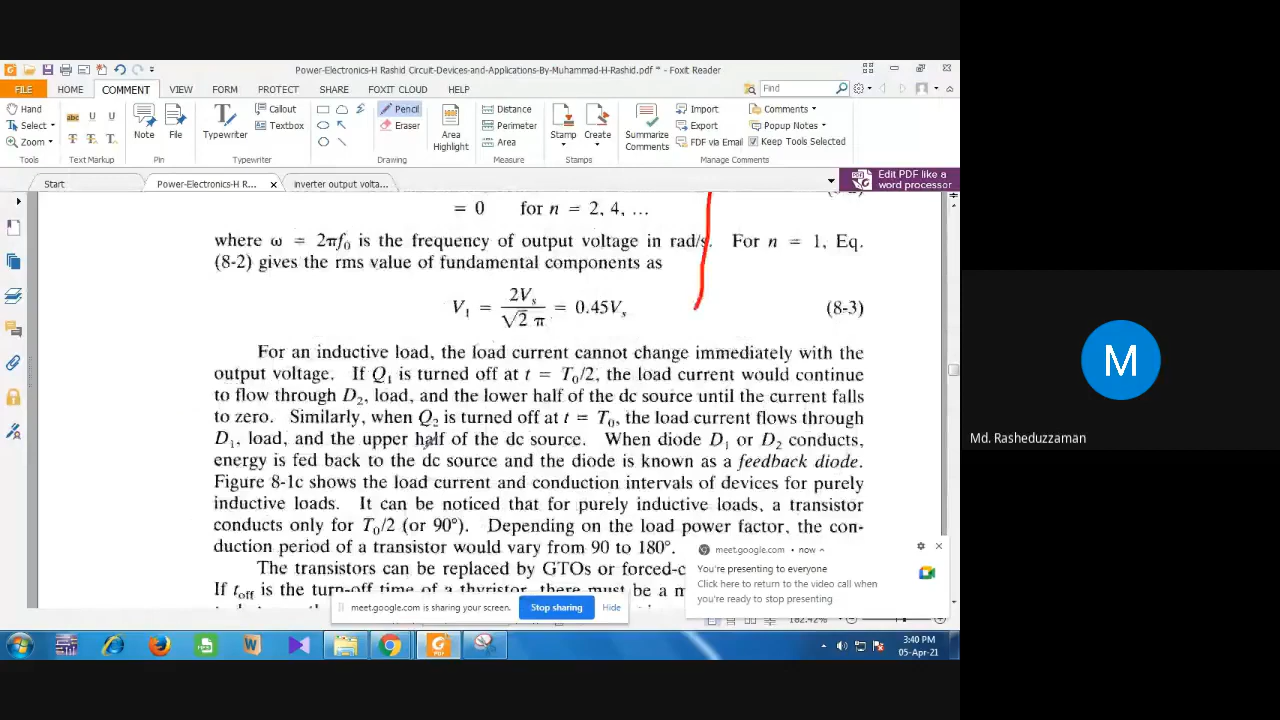 Power-Electronics-H Rashid Circuit-Devices-and-Applications-By-Muhammad-H-Rashid.pdf * - Foxit Reader
FILE HOME COMMENT VIEW FORM PROTECT SHARE FOXIT CLOUD HELP
Find
Hand
Select
Zoom
Tools
Text Markup
Note
File
Pin
Typewriter
Callout
Textbox
Typewriter
Pencil
Eraser
Drawing
Area Highlight
Distance
Perimeter
Area
Measure
Stamp
Create
Stamps
Summarize Comments
Import
Export
FDF via Email
Comments
Popup Notes
Keep Tools Selected
Manage Comments
Start
Power-Electronics-H R...
inverter output volta...
Edit PDF like a word processor
= 0 for n = 2, 4, ...
where ω = 2πf₀ is the frequency of output voltage in rad/s. For n = 1, Eq.
(8-2) gives the rms value of fundamental components as
V₁ = 2Vₛ / √2 π = 0.45Vₛ (8-3)
For an inductive load, the load current cannot change immediately with the
output voltage. If Q₁ is turned off at t = T₀/2, the load current would continue
to flow through D₂, load, and the lower half of the dc source until the current falls
to zero. Similarly, when Q₂ is turned off at t = T₀, the load current flows through
D₁, load, and the upper half of the dc source. When diode D₁ or D₂ conducts,
energy is fed back to the dc source and the diode is known as a feedback diode.
Figure 8-1c shows the load current and conduction intervals of devices for purely
inductive loads. It can be noticed that for purely inductive loads, a transistor
conducts only for T₀/2 (or 90°). Depending on the load power factor, the con-
duction period of a transistor would vary from 90 to 180°.
The transistors can be replaced by GTOs or forced-c
If t off is the turn-off time of a thyristor, there must be a m
meet.google.com • now
You're presenting to everyone
Click here to return to the video call when
you're ready to stop presenting
meet.google.com is sharing your screen.
Stop sharing
Hide
182.42%
3:40 PM
05-Apr-21
M
Md. Rasheduzzaman